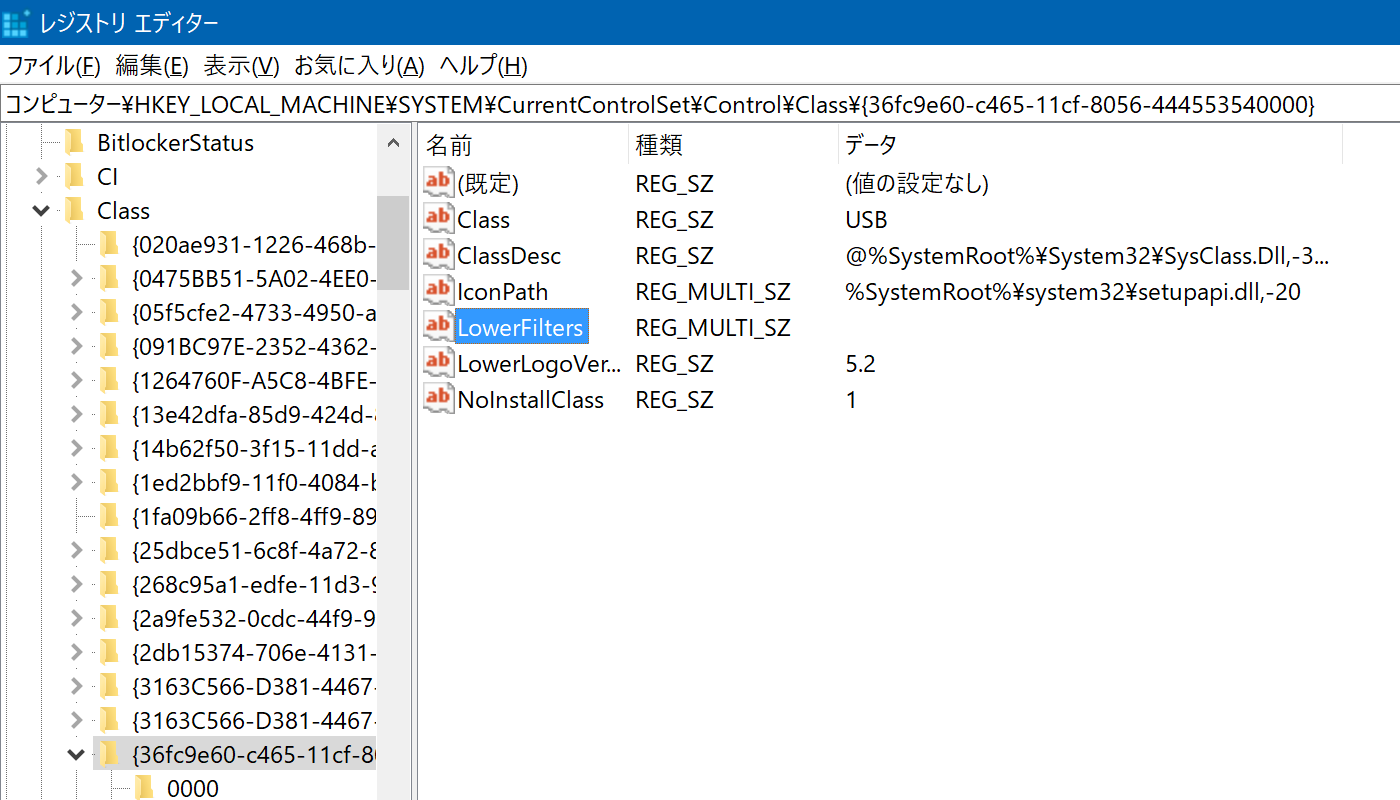 レジストリ エディター
ファイル(F) 編集(E) 表示(V) お気に入り(A) ヘルプ(H)
コンピューター¥HKEY_LOCAL_MACHINE¥SYSTEM¥CurrentControlSet¥Control¥Class¥{36fc9e60-c465-11cf-8056-444553540000}
BitlockerStatus
CI
Class
{020ae931-1226-468b-
{0475BB51-5A02-4EE0-
{05f5cfe2-4733-4950-a
{091BC97E-2352-4362-
{1264760F-A5C8-4BFE-
{13e42dfa-85d9-424d-
{14b62f50-3f15-11dd-a
{1ed2bbf9-11f0-4084-b
{1fa09b66-2ff8-4ff9-89
{25dbce51-6c8f-4a72-8
{268c95a1-edfe-11d3-9
{2a9fe532-0cdc-44f9-9
{2db15374-706e-4131-
{3163C566-D381-4467-
{3163C566-D381-4467-
{36fc9e60-c465-11cf-80
0000
名前 種類 データ
(既定) REG_SZ (値の設定なし)
Class REG_SZ USB
ClassDesc REG_SZ @%SystemRoot%¥System32¥SysClass.Dll,-3...
IconPath REG_MULTI_SZ %SystemRoot%¥system32¥setupapi.dll,-20
LowerFilters REG_MULTI_SZ
LowerLogoVer... REG_SZ 5.2
NoInstallClass REG_SZ 1